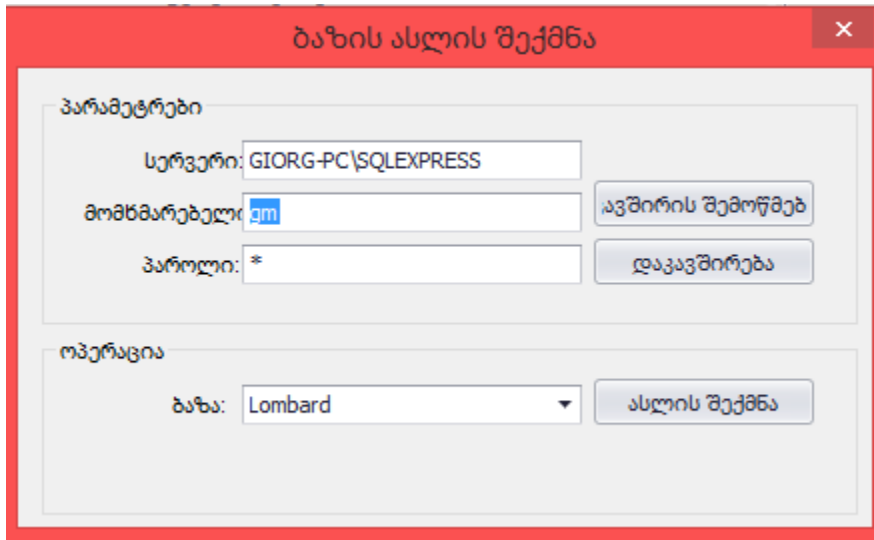 ბაზის ასლის შექმნა
პარამეტრები
სერვერი: GIORG-PC\SQLEXPRESS
მომხმარებელი gm
ავშირის შემოწმებ
პაროლი: *
დაკავშირება
ოპერაცია
ბაზა: Lombard
ასლის შექმნა